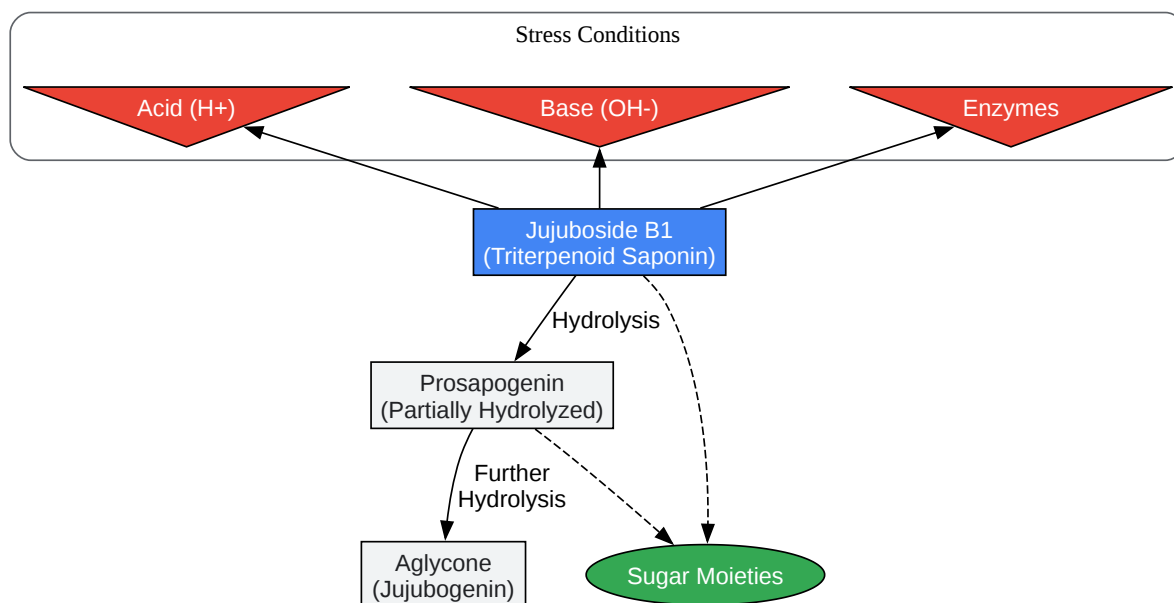 Stress Conditions
Acid (H+)
Base (OH-)
Enzymes
Jujuboside B1
(Triterpenoid Saponin)
Hydrolysis
Prosapogenin
(Partially Hydrolyzed)
Further
Hydrolysis
Aglycone
(Jujubogenin)
Sugar Moieties